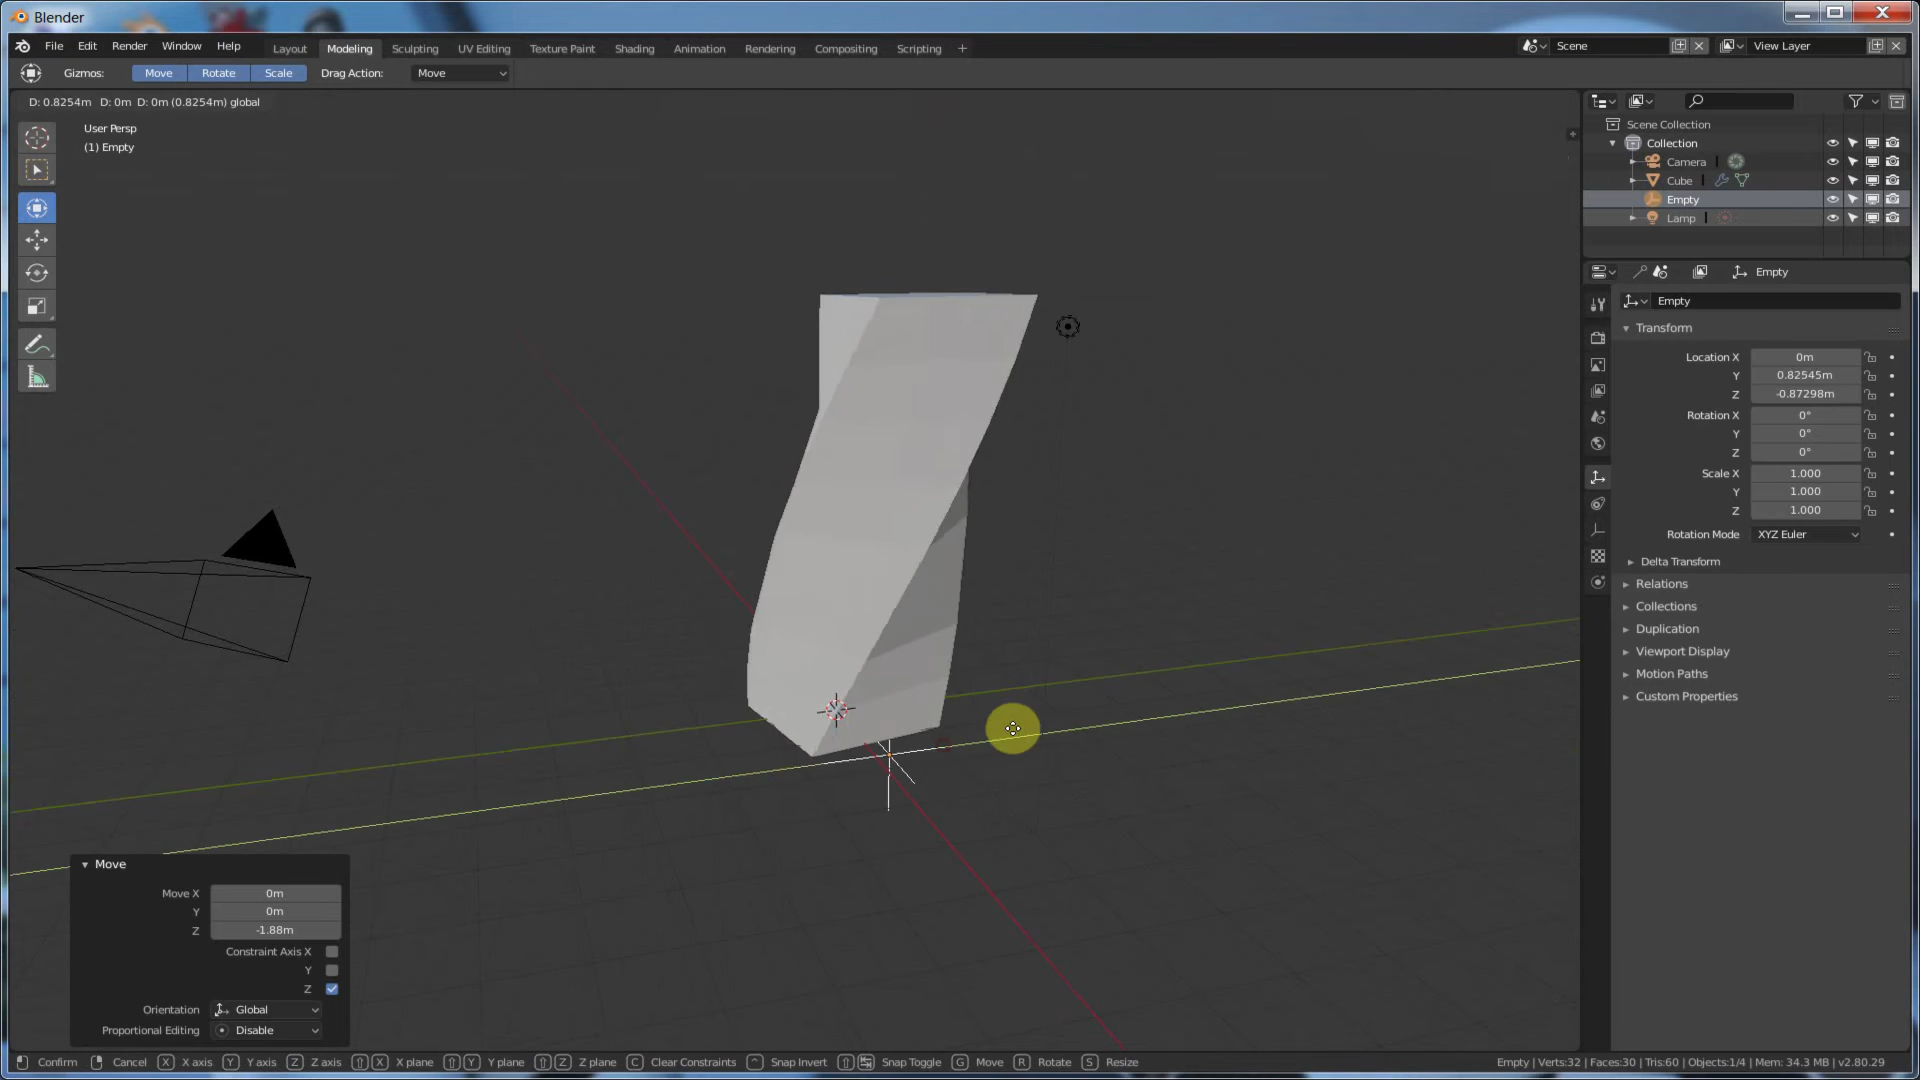 Blender
File Edit Render Window Help
Layout Modeling Sculpting UV Editing Texture Paint Shading Animation Rendering Compositing Scripting +
Scene
View Layer
Gizmos: Move Rotate Scale Drag Action: Move
D: 0.8254m D: 0m D: 0m (0.8254m) global
User Persp
(1) Empty
Scene Collection
Collection
Camera
Cube
Empty
Lamp
Empty
Empty
Transform
Location X 0m
Y 0.82545m
Z -0.87298m
Rotation X 0°
Y 0°
Z 0°
Scale X 1.000
Y 1.000
Z 1.000
Rotation Mode XYZ Euler
Delta Transform
Relations
Collections
Duplication
Viewport Display
Motion Paths
Custom Properties
Move
Move X 0m
Y 0m
Z -1.88m
Constraint Axis X
Y
Z
Orientation Global
Proportional Editing Disable
Confirm Cancel X X axis Y Y axis Z Z axis X X plane Y Y plane Z Z plane C Clear Constraints Snap Invert Snap Toggle G Move R Rotate S Resize
Empty | Verts:32 | Faces:30 | Tris:60 | Objects:1/4 | Mem: 34.3 MB | v2.80.29